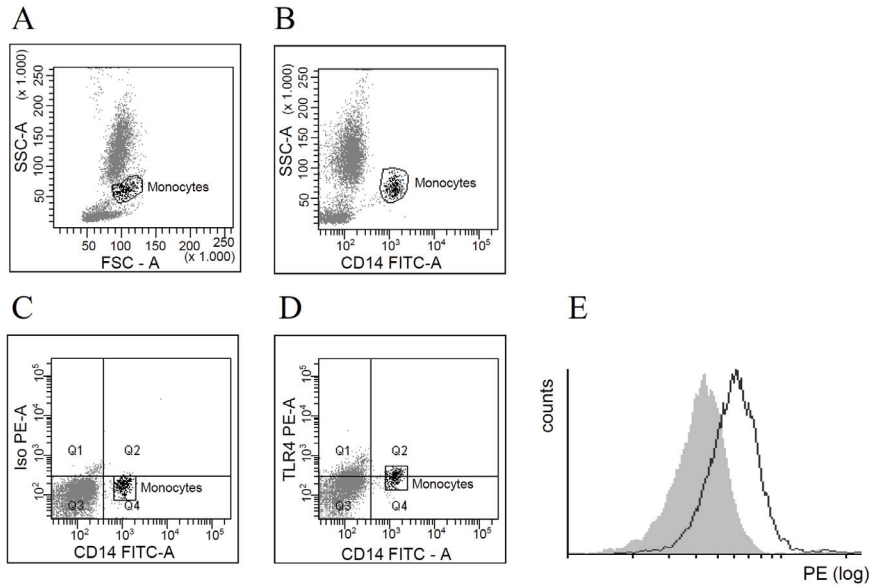 A
SSC-A
(x 1.000)
250
200
150
100
50
Monocytes
50 100 150 200 250
(x 1.000)
FSC - A
B
SSC-A
(x 1.000)
250
200
150
100
50
Monocytes
10² 10³ 10⁴ 10⁵
CD14 FITC-A
C
Iso PE-A
10⁵
10⁴
10³
10²
Q1 Q2
Q3 Q4
Monocytes
10² 10³ 10⁴ 10⁵
CD14 FITC-A
D
TLR4 PE-A
10⁵
10⁴
10³
10²
Q1 Q2
Q3 Q4
Monocytes
10² 10³ 10⁴ 10⁵
CD14 FITC - A
E
counts
PE (log)